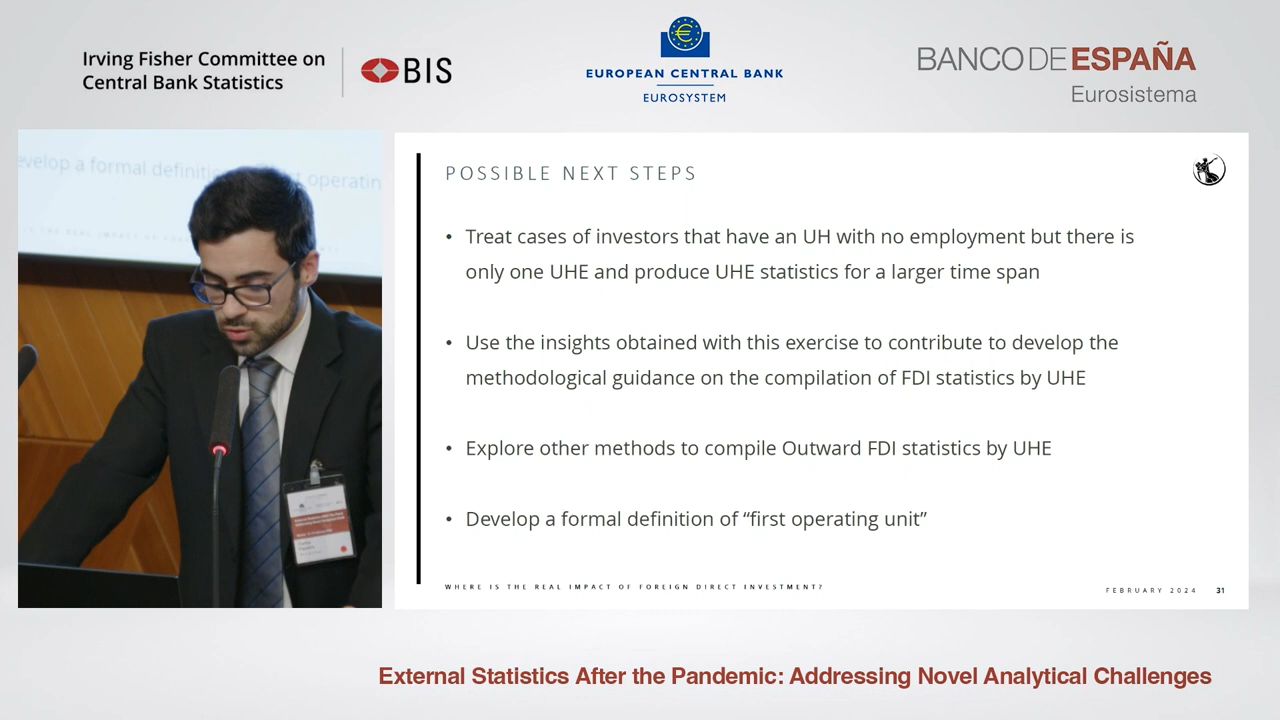 Irving Fisher Committee on
Central Bank Statistics
BIS
EUROPEAN CENTRAL BANK
EUROSYSTEM
BANCO DE ESPAÑA
Eurosistema
evelop a formal definitio
operatin
POSSIBLE NEXT STEPS
• Treat cases of investors that have an UH with no employment but there is
only one UHE and produce UHE statistics for a larger time span
• Use the insights obtained with this exercise to contribute to develop the
methodological guidance on the compilation of FDI statistics by UHE
• Explore other methods to compile Outward FDI statistics by UHE
• Develop a formal definition of “first operating unit”
WHERE IS THE REAL IMPACT OF FOREIGN DIRECT INVESTMENT?
FEBRUARY 2024 31
External Statistics After the Pandemic: Addressing Novel Analytical Challenges